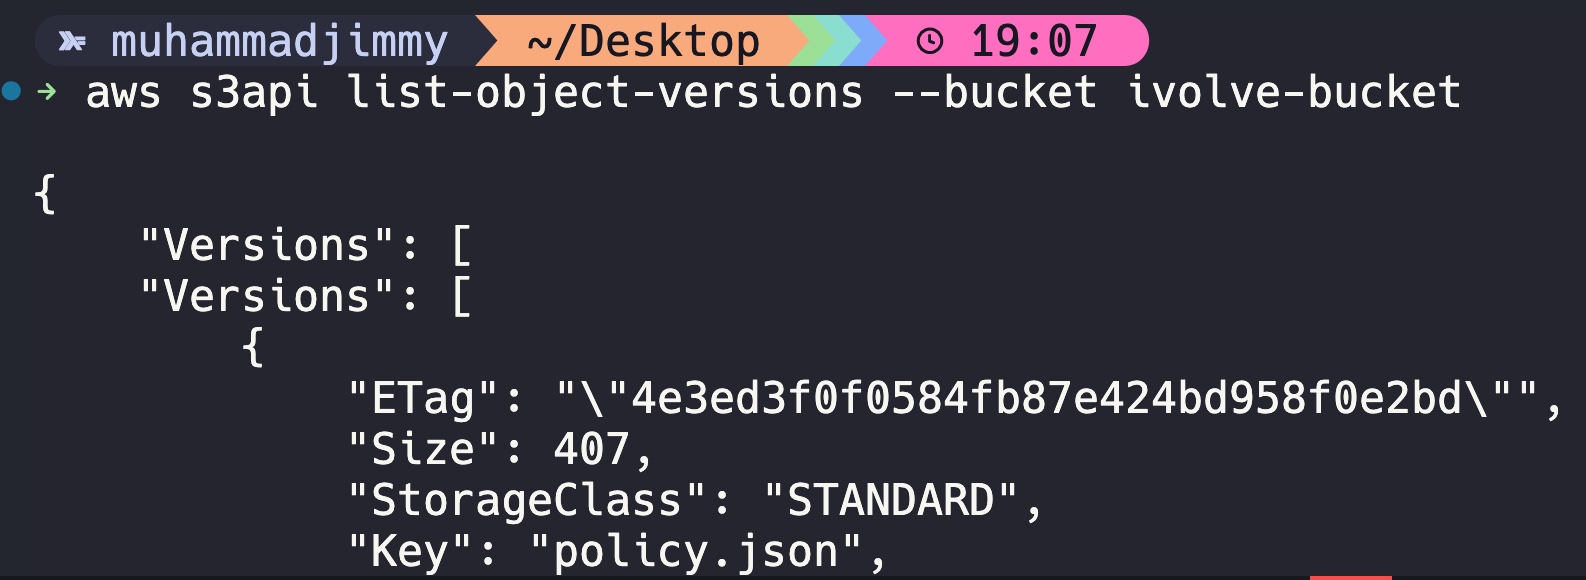 muhammadjimmy ~/Desktop 19:07
→ aws s3api list-object-versions --bucket ivolve-bucket
{
"Versions": [
"Versions": [
{
"ETag": "\"4e3ed3f0f0584fb87e424bd958f0e2bd\"",
"Size": 407,
"StorageClass": "STANDARD",
"Key": "policy.json",